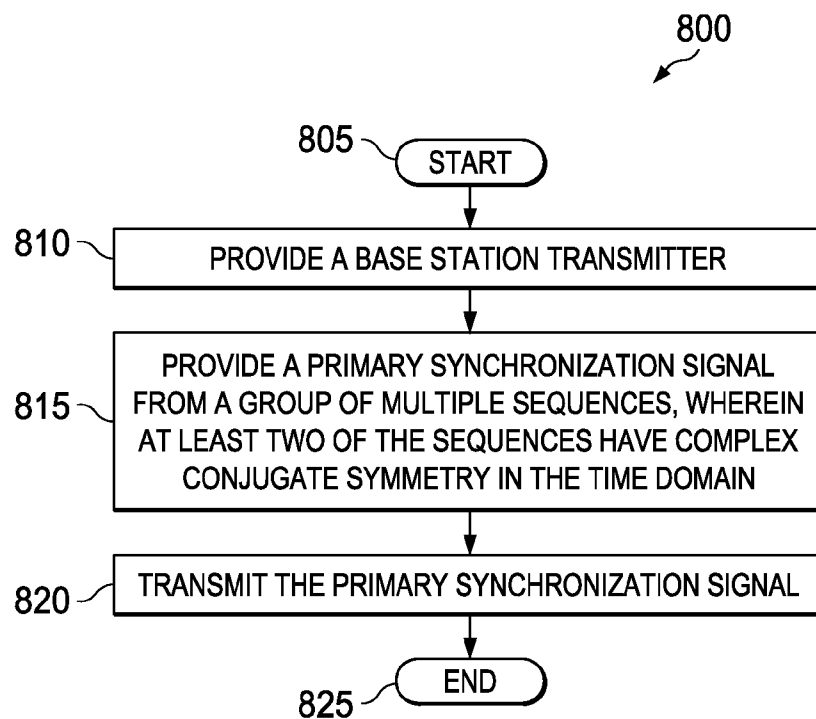 800
805
START
810
PROVIDE A BASE STATION TRANSMITTER
815
PROVIDE A PRIMARY SYNCHRONIZATION SIGNAL
FROM A GROUP OF MULTIPLE SEQUENCES, WHEREIN
AT LEAST TWO OF THE SEQUENCES HAVE COMPLEX
CONJUGATE SYMMETRY IN THE TIME DOMAIN
820
TRANSMIT THE PRIMARY SYNCHRONIZATION SIGNAL
825
END